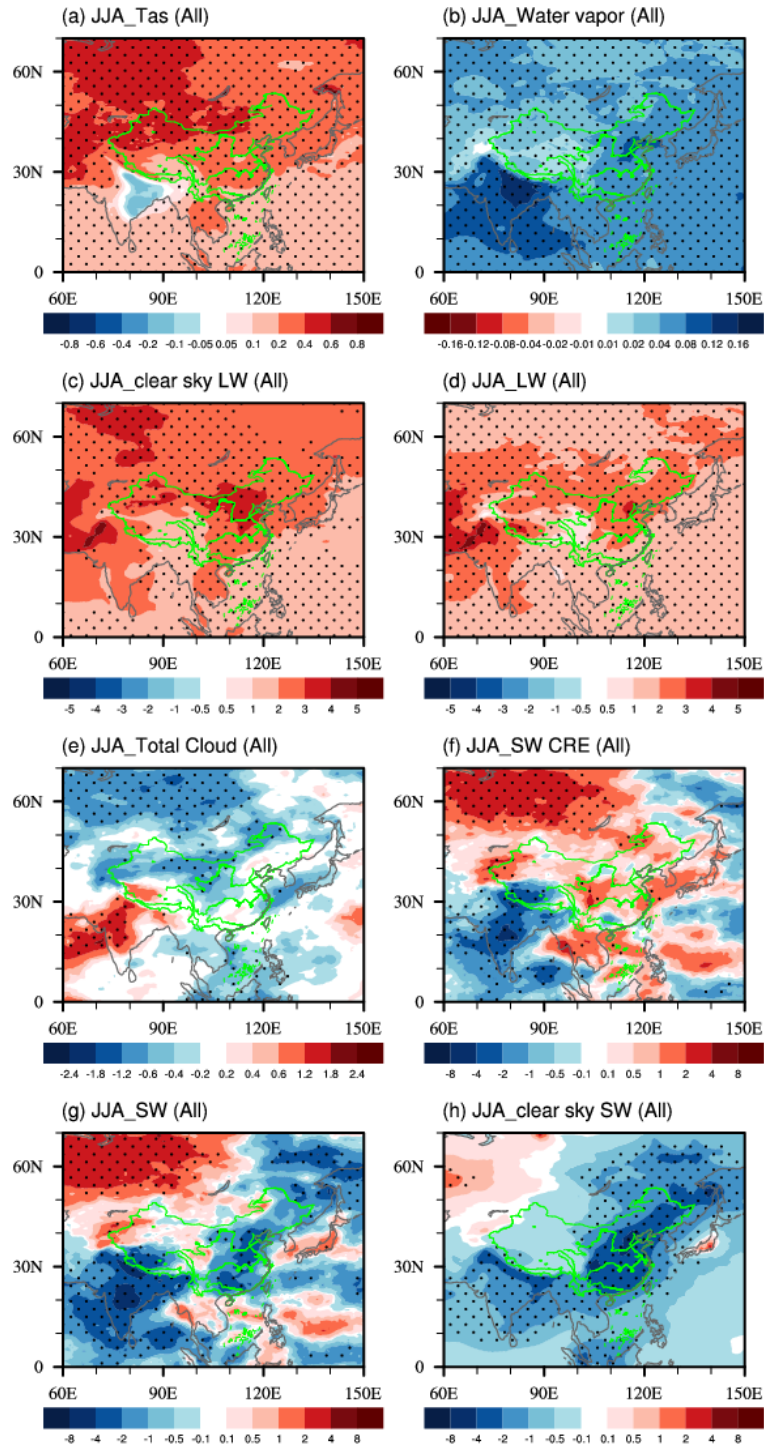 (a) JJA_Tas (All)
60N
30N
0
60E 90E 120E 150E
-0.8 -0.6 -0.4 -0.2 -0.1 -0.05 0.05 0.1 0.2 0.4 0.6 0.8
(b) JJA_Water vapor (All)
60N
30N
0
60E 90E 120E 150E
-0.16-0.12-0.08-0.04-0.02-0.01 0.01 0.02 0.04 0.08 0.12 0.16
(c) JJA_clear sky LW (All)
60N
30N
0
60E 90E 120E 150E
-5 -4 -3 -2 -1 -0.5 0.5 1 2 3 4 5
(d) JJA_LW (All)
60N
30N
0
60E 90E 120E 150E
-5 -4 -3 -2 -1 -0.5 0.5 1 2 3 4 5
(e) JJA_Total Cloud (All)
60N
30N
0
60E 90E 120E 150E
-2.4 -1.8 -1.2 -0.6 -0.4 -0.2 0.2 0.4 0.6 1.2 1.8 2.4
(f) JJA_SW CRE (All)
60N
30N
0
60E 90E 120E 150E
-8 -4 -2 -1 -0.5 -0.1 0.1 0.5 1 2 4 8
(g) JJA_SW (All)
60N
30N
0
60E 90E 120E 150E
-8 -4 -2 -1 -0.5 -0.1 0.1 0.5 1 2 4 8
(h) JJA_clear sky SW (All)
60N
30N
0
60E 90E 120E 150E
-8 -4 -2 -1 -0.5 -0.1 0.1 0.5 1 2 4 8